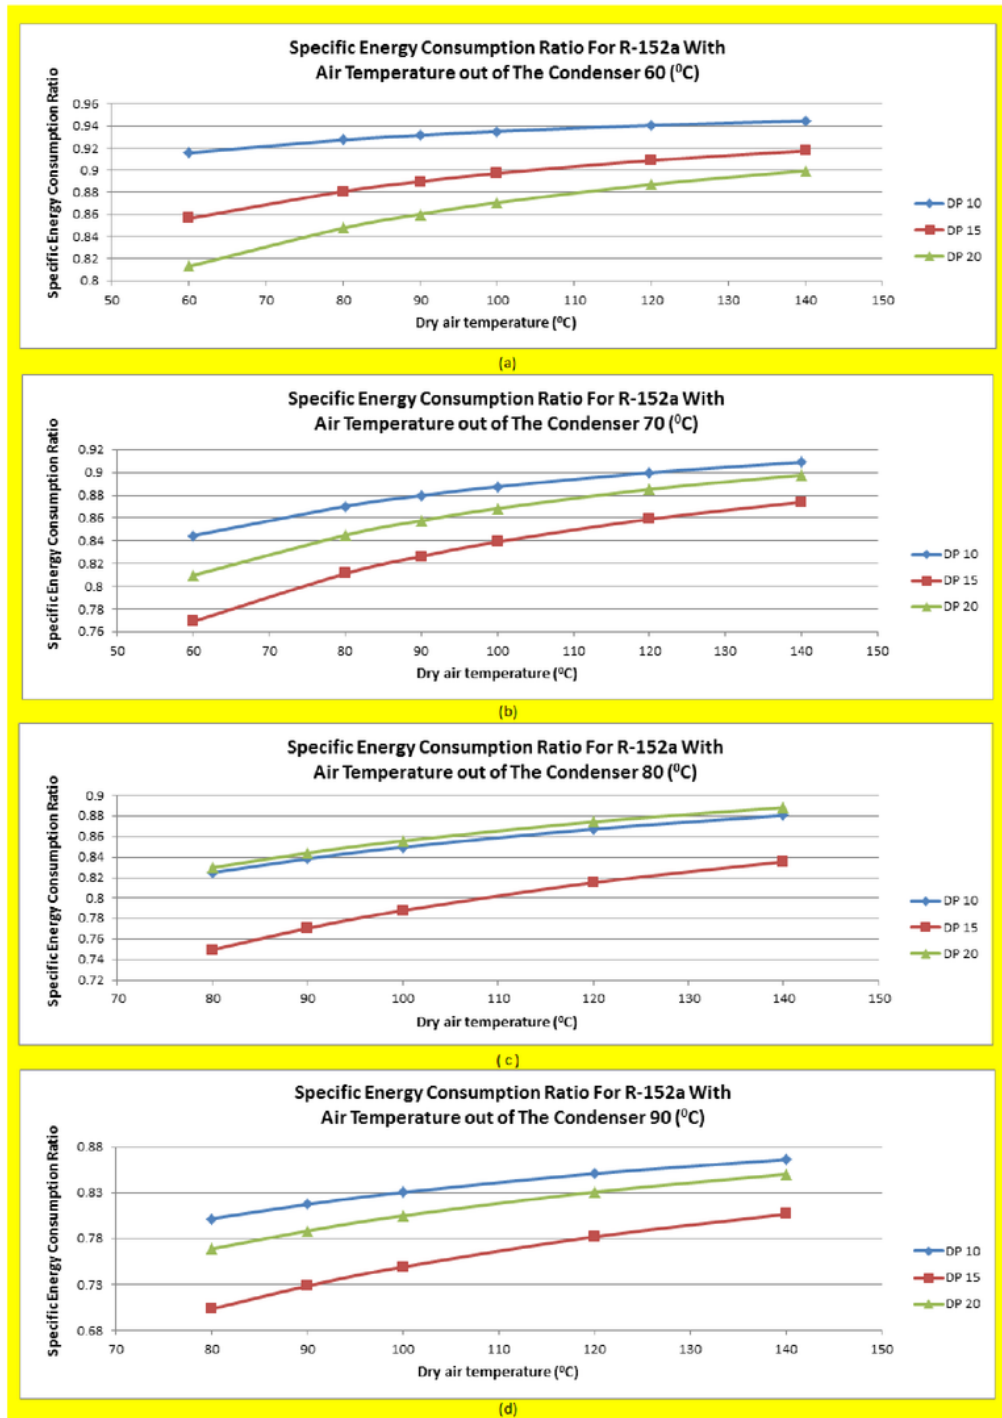 Specific Energy Consumption Ratio For R-152a With
Air Temperature out of The Condenser 60 (⁰C)
Specific Energy Consumption Ratio
0.96
0.94
0.92
0.9
0.88
0.86
0.84
0.82
0.8
50 60 70 80 90 100 110 120 130 140 150
Dry air temperature (⁰C)
DP 10
DP 15
DP 20
(a)
Specific Energy Consumption Ratio For R-152a With
Air Temperature out of The Condenser 70 (⁰C)
Specific Energy Consumption Ratio
0.92
0.9
0.88
0.86
0.84
0.82
0.8
0.78
0.76
50 60 70 80 90 100 110 120 130 140 150
Dry air temperature (⁰C)
DP 10
DP 15
DP 20
(b)
Specific Energy Consumption Ratio For R-152a With
Air Temperature out of The Condenser 80 (⁰C)
Specific Energy Consumption Ratio
0.9
0.88
0.86
0.84
0.82
0.8
0.78
0.76
0.74
0.72
70 80 90 100 110 120 130 140 150
Dry air temperature (⁰C)
DP 10
DP 15
DP 20
( c )
Specific Energy Consumption Ratio For R-152a With
Air Temperature out of The Condenser 90 (⁰C)
Specific Energy Consumption Ratio
0.88
0.83
0.78
0.73
0.68
70 80 90 100 110 120 130 140 150
Dry air temperature (⁰C)
DP 10
DP 15
DP 20
(d)